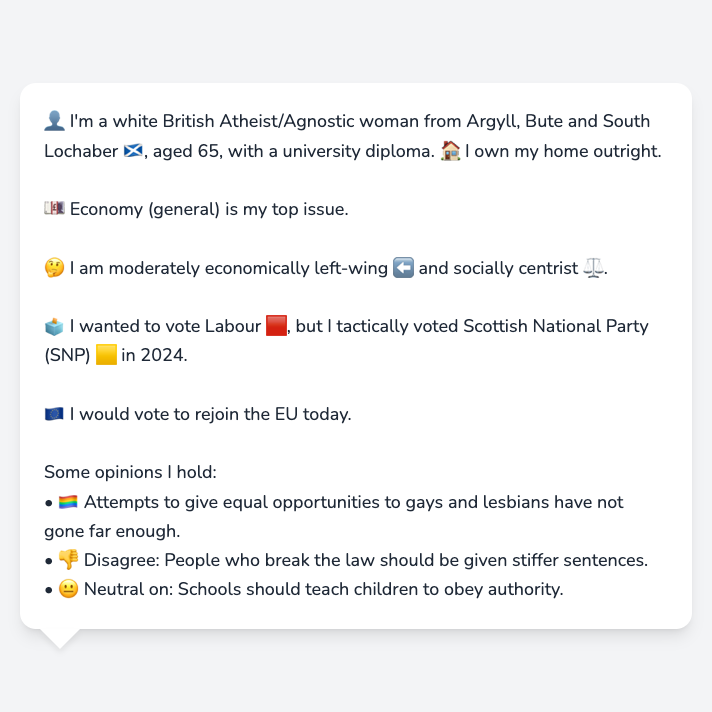 👤 I'm a white British Atheist/Agnostic woman from Argyll, Bute and South
Lochaber 🏴󠁧󠁢󠁳󠁣󠁴󠁿, aged 65, with a university diploma. 🏠 I own my home outright.
💷 Economy (general) is my top issue.
🤔 I am moderately economically left-wing ⬅️ and socially centrist ⚖️.
🗳️ I wanted to vote Labour 🟥, but I tactically voted Scottish National Party
(SNP) 🟨 in 2024.
🇪🇺 I would vote to rejoin the EU today.
Some opinions I hold:
• 🏳️‍🌈 Attempts to give equal opportunities to gays and lesbians have not
gone far enough.
• 👎 Disagree: People who break the law should be given stiffer sentences.
• 😐 Neutral on: Schools should teach children to obey authority.